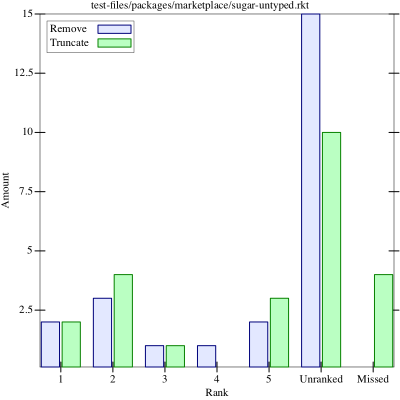 test-files/packages/marketplace/sugar-untyped.rkt
Remove
Truncate
15
12.5
10
7.5
5
2.5
Amount
1 2 3 4 5 Unranked Missed
Rank